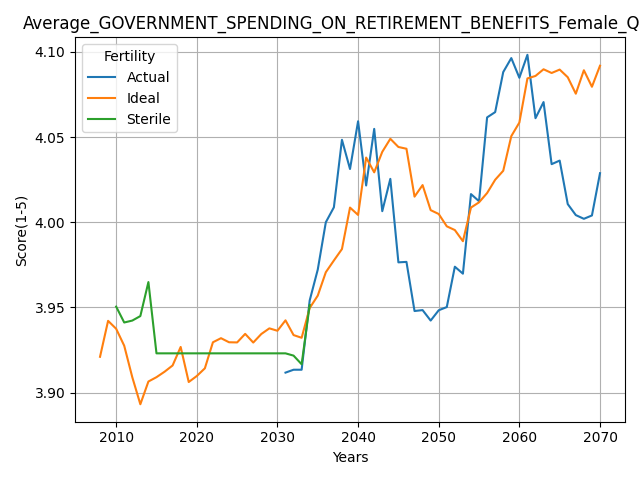 Average_GOVERNMENT_SPENDING_ON_RETIREMENT_BENEFITS_Female_Q
Fertility
Actual
Ideal
Sterile
Score(1-5)
4.10
4.05
4.00
3.95
3.90
2010 2020 2030 2040 2050 2060 2070
Years